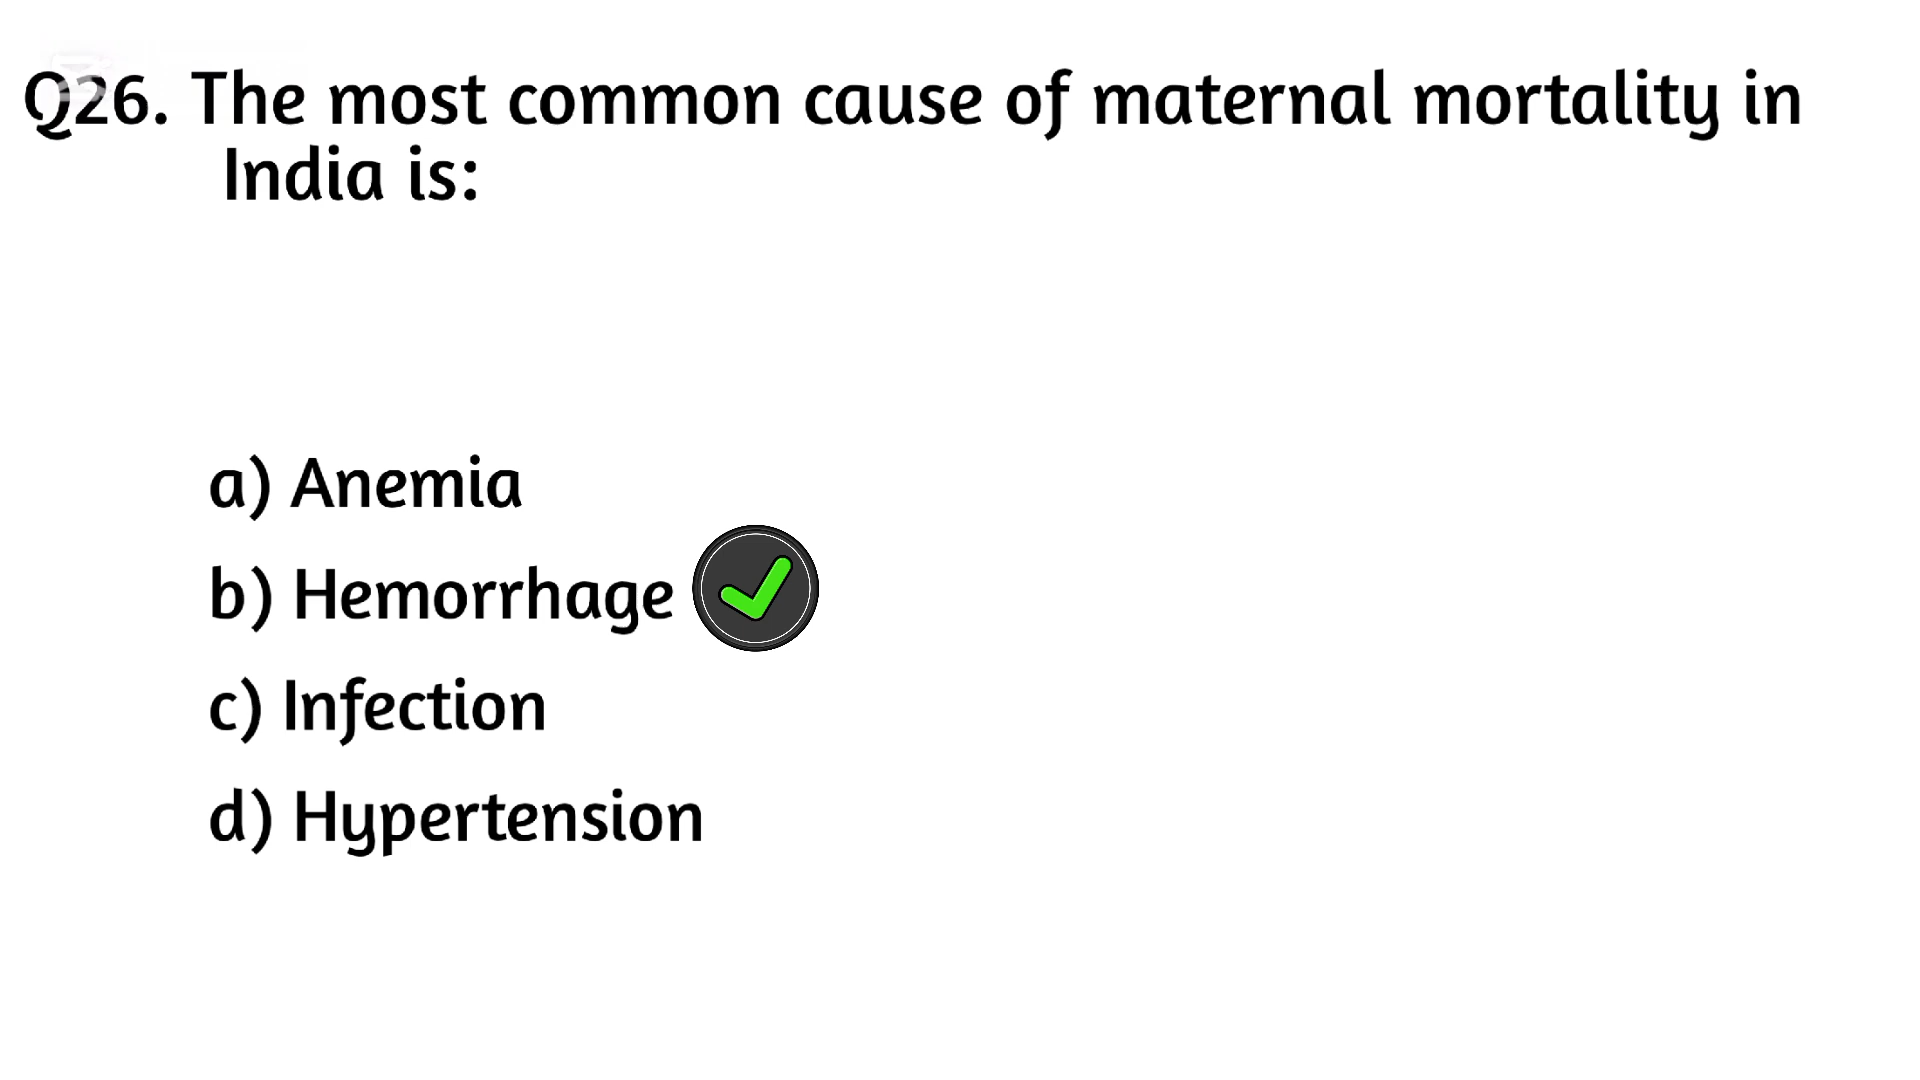 Q26. The most common cause of maternal mortality in
India is:
a) Anemia
b) Hemorrhage
c) Infection
d) Hypertension